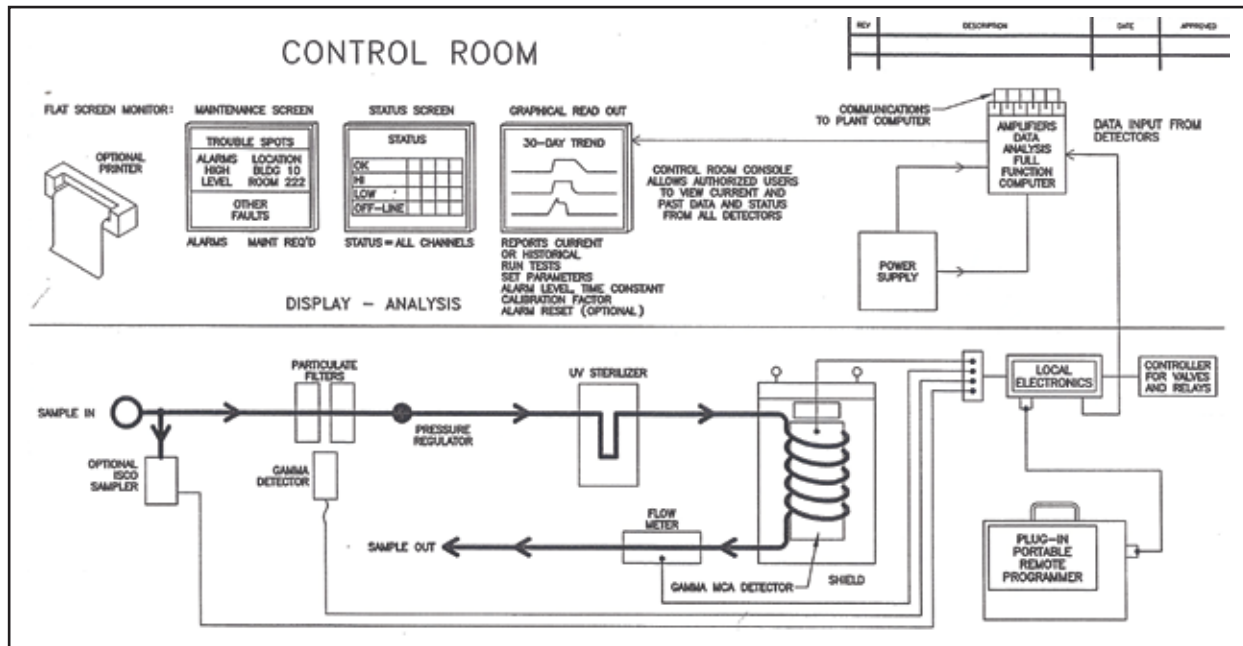 CONTROL ROOM
REV
DESCRIPTION
DATE
APPROVED
FLAT SCREEN MONITOR:
OPTIONAL
PRINTER
MAINTENANCE SCREEN
TROUBLE SPOTS
ALARMS LOCATION
HIGH BLDG 10
LEVEL ROOM 222
OTHER
FAULTS
ALARMS MAINT REQ'D
STATUS SCREEN
STATUS
OK
HI
LOW
OFF-LINE
STATUS = ALL CHANNELS
GRAPHICAL READ OUT
30-DAY TREND
REPORTS CURRENT
OR HISTORICAL
RUN TESTS
SET PARAMETERS
ALARM LEVEL, TIME CONSTANT
CALIBRATION FACTOR
ALARM RESET (OPTIONAL)
CONTROL ROOM CONSOLE
ALLOWS AUTHORIZED USERS
TO VIEW CURRENT AND
PAST DATA AND STATUS
FROM ALL DETECTORS
COMMUNICATIONS
TO PLANT COMPUTER
AMPLIFIERS
DATA
ANALYSIS
FULL
FUNCTION
COMPUTER
DATA INPUT FROM
DETECTORS
POWER
SUPPLY
DISPLAY - ANALYSIS
SAMPLE IN
OPTIONAL
ISCO
SAMPLER
PARTICULATE
FILTERS
GAMMA
DETECTOR
PRESSURE
REGULATOR
UV STERILIZER
FLOW
METER
SAMPLE OUT
GAMMA MCA DETECTOR
SHIELD
LOCAL
ELECTRONICS
CONTROLLER
FOR VALVES
AND RELAYS
PLUG-IN
PORTABLE
REMOTE
PROGRAMMER